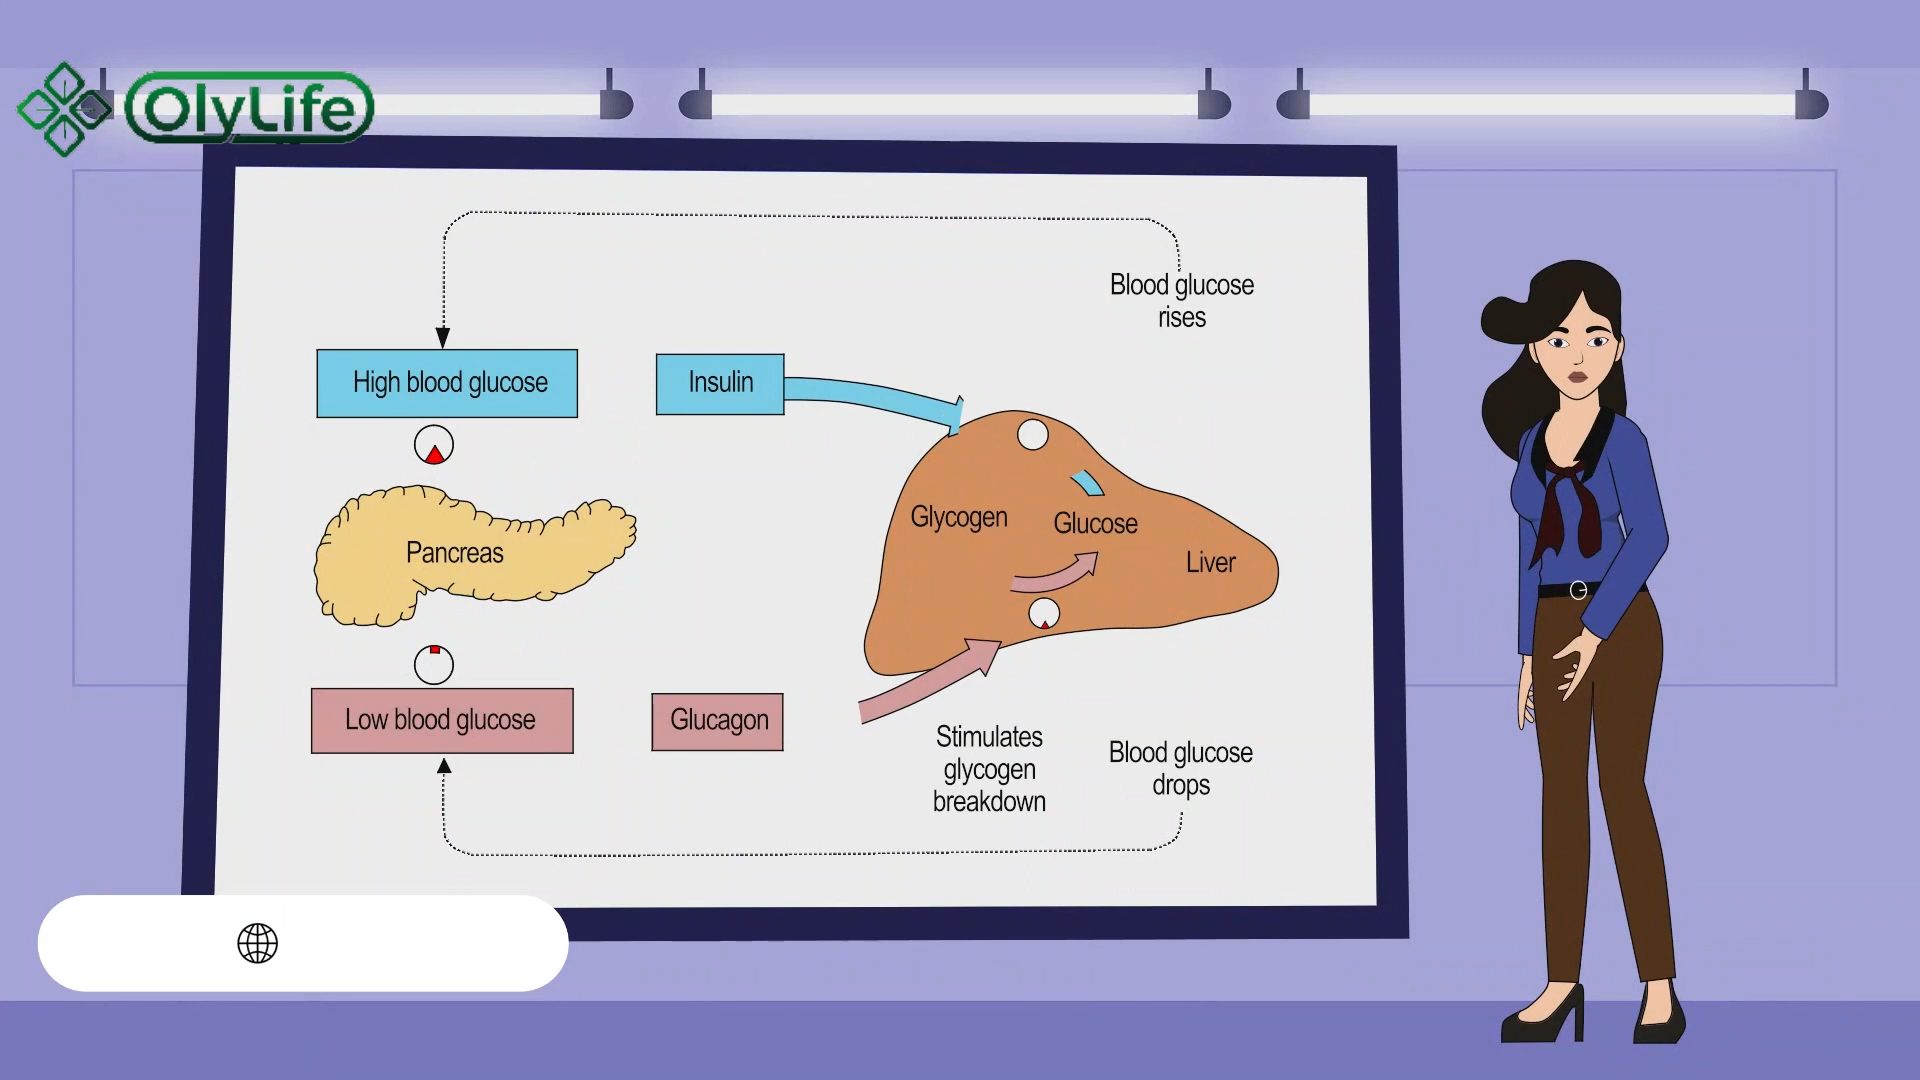 OlyLife
Blood glucose
rises
High blood glucose
Insulin
Glycogen
Glucose
Pancreas
Liver
Low blood glucose
Glucagon
Stimulates
glycogen
breakdown
Blood glucose
drops